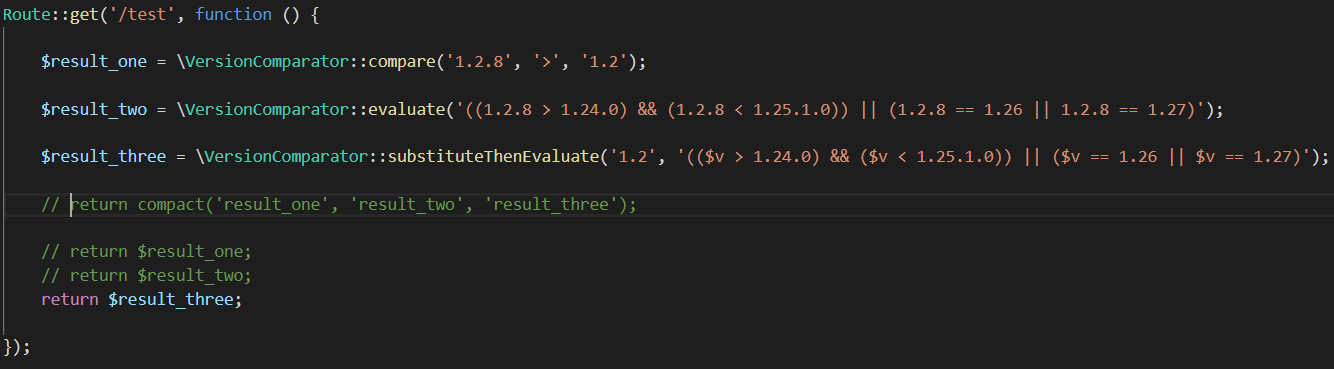 Route::get('/test', function () {
$result_one = \VersionComparator::compare('1.2.8', '>', '1.2');
$result_two = \VersionComparator::evaluate('((1.2.8 > 1.24.0) && (1.2.8 < 1.25.1.0)) || (1.2.8 == 1.26 || 1.2.8 == 1.27)');
$result_three = \VersionComparator::substituteThenEvaluate('1.2', '(($v > 1.24.0) && ($v < 1.25.1.0)) || ($v == 1.26 || $v == 1.27)');
// return compact('result_one', 'result_two', 'result_three');
// return $result_one;
// return $result_two;
return $result_three;
});